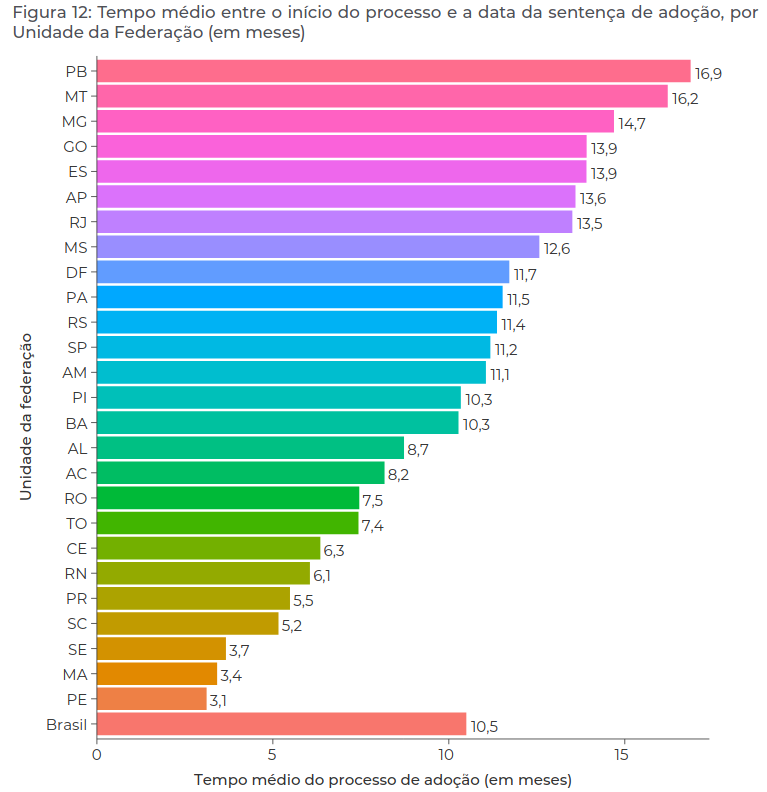 Figura 12: Tempo médio entre o início do processo e a data da sentença de adoção, por
Unidade da Federação (em meses)
PB 16,9
MT 16,2
MG 14,7
GO 13,9
ES 13,9
AP 13,6
RJ 13,5
MS 12,6
DF 11,7
PA 11,5
RS 11,4
SP 11,2
AM 11,1
PI 10,3
BA 10,3
AL 8,7
AC 8,2
RO 7,5
TO 7,4
CE 6,3
RN 6,1
PR 5,5
SC 5,2
SE 3,7
MA 3,4
PE 3,1
Brasil 10,5
Unidade da federação
0 5 10 15
Tempo médio do processo de adoção (em meses)